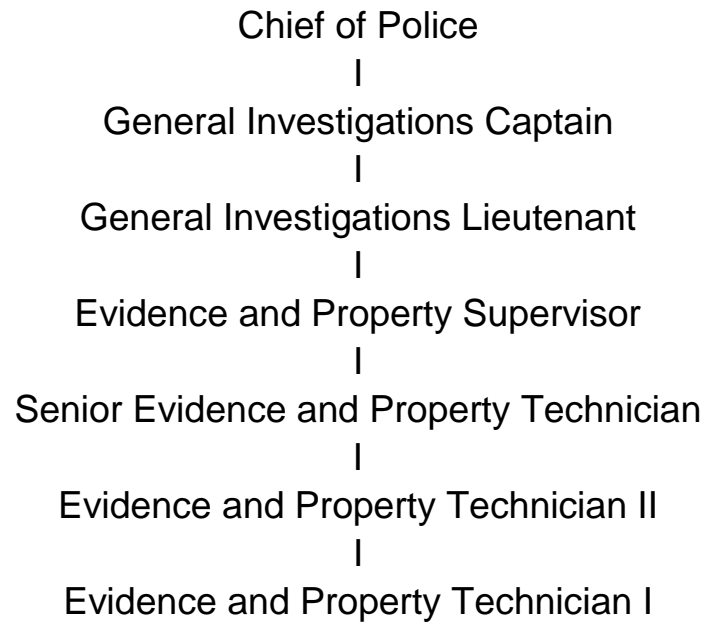 Chief of Police
I
General Investigations Captain
I
General Investigations Lieutenant
I
Evidence and Property Supervisor
I
Senior Evidence and Property Technician
I
Evidence and Property Technician II
I
Evidence and Property Technician I